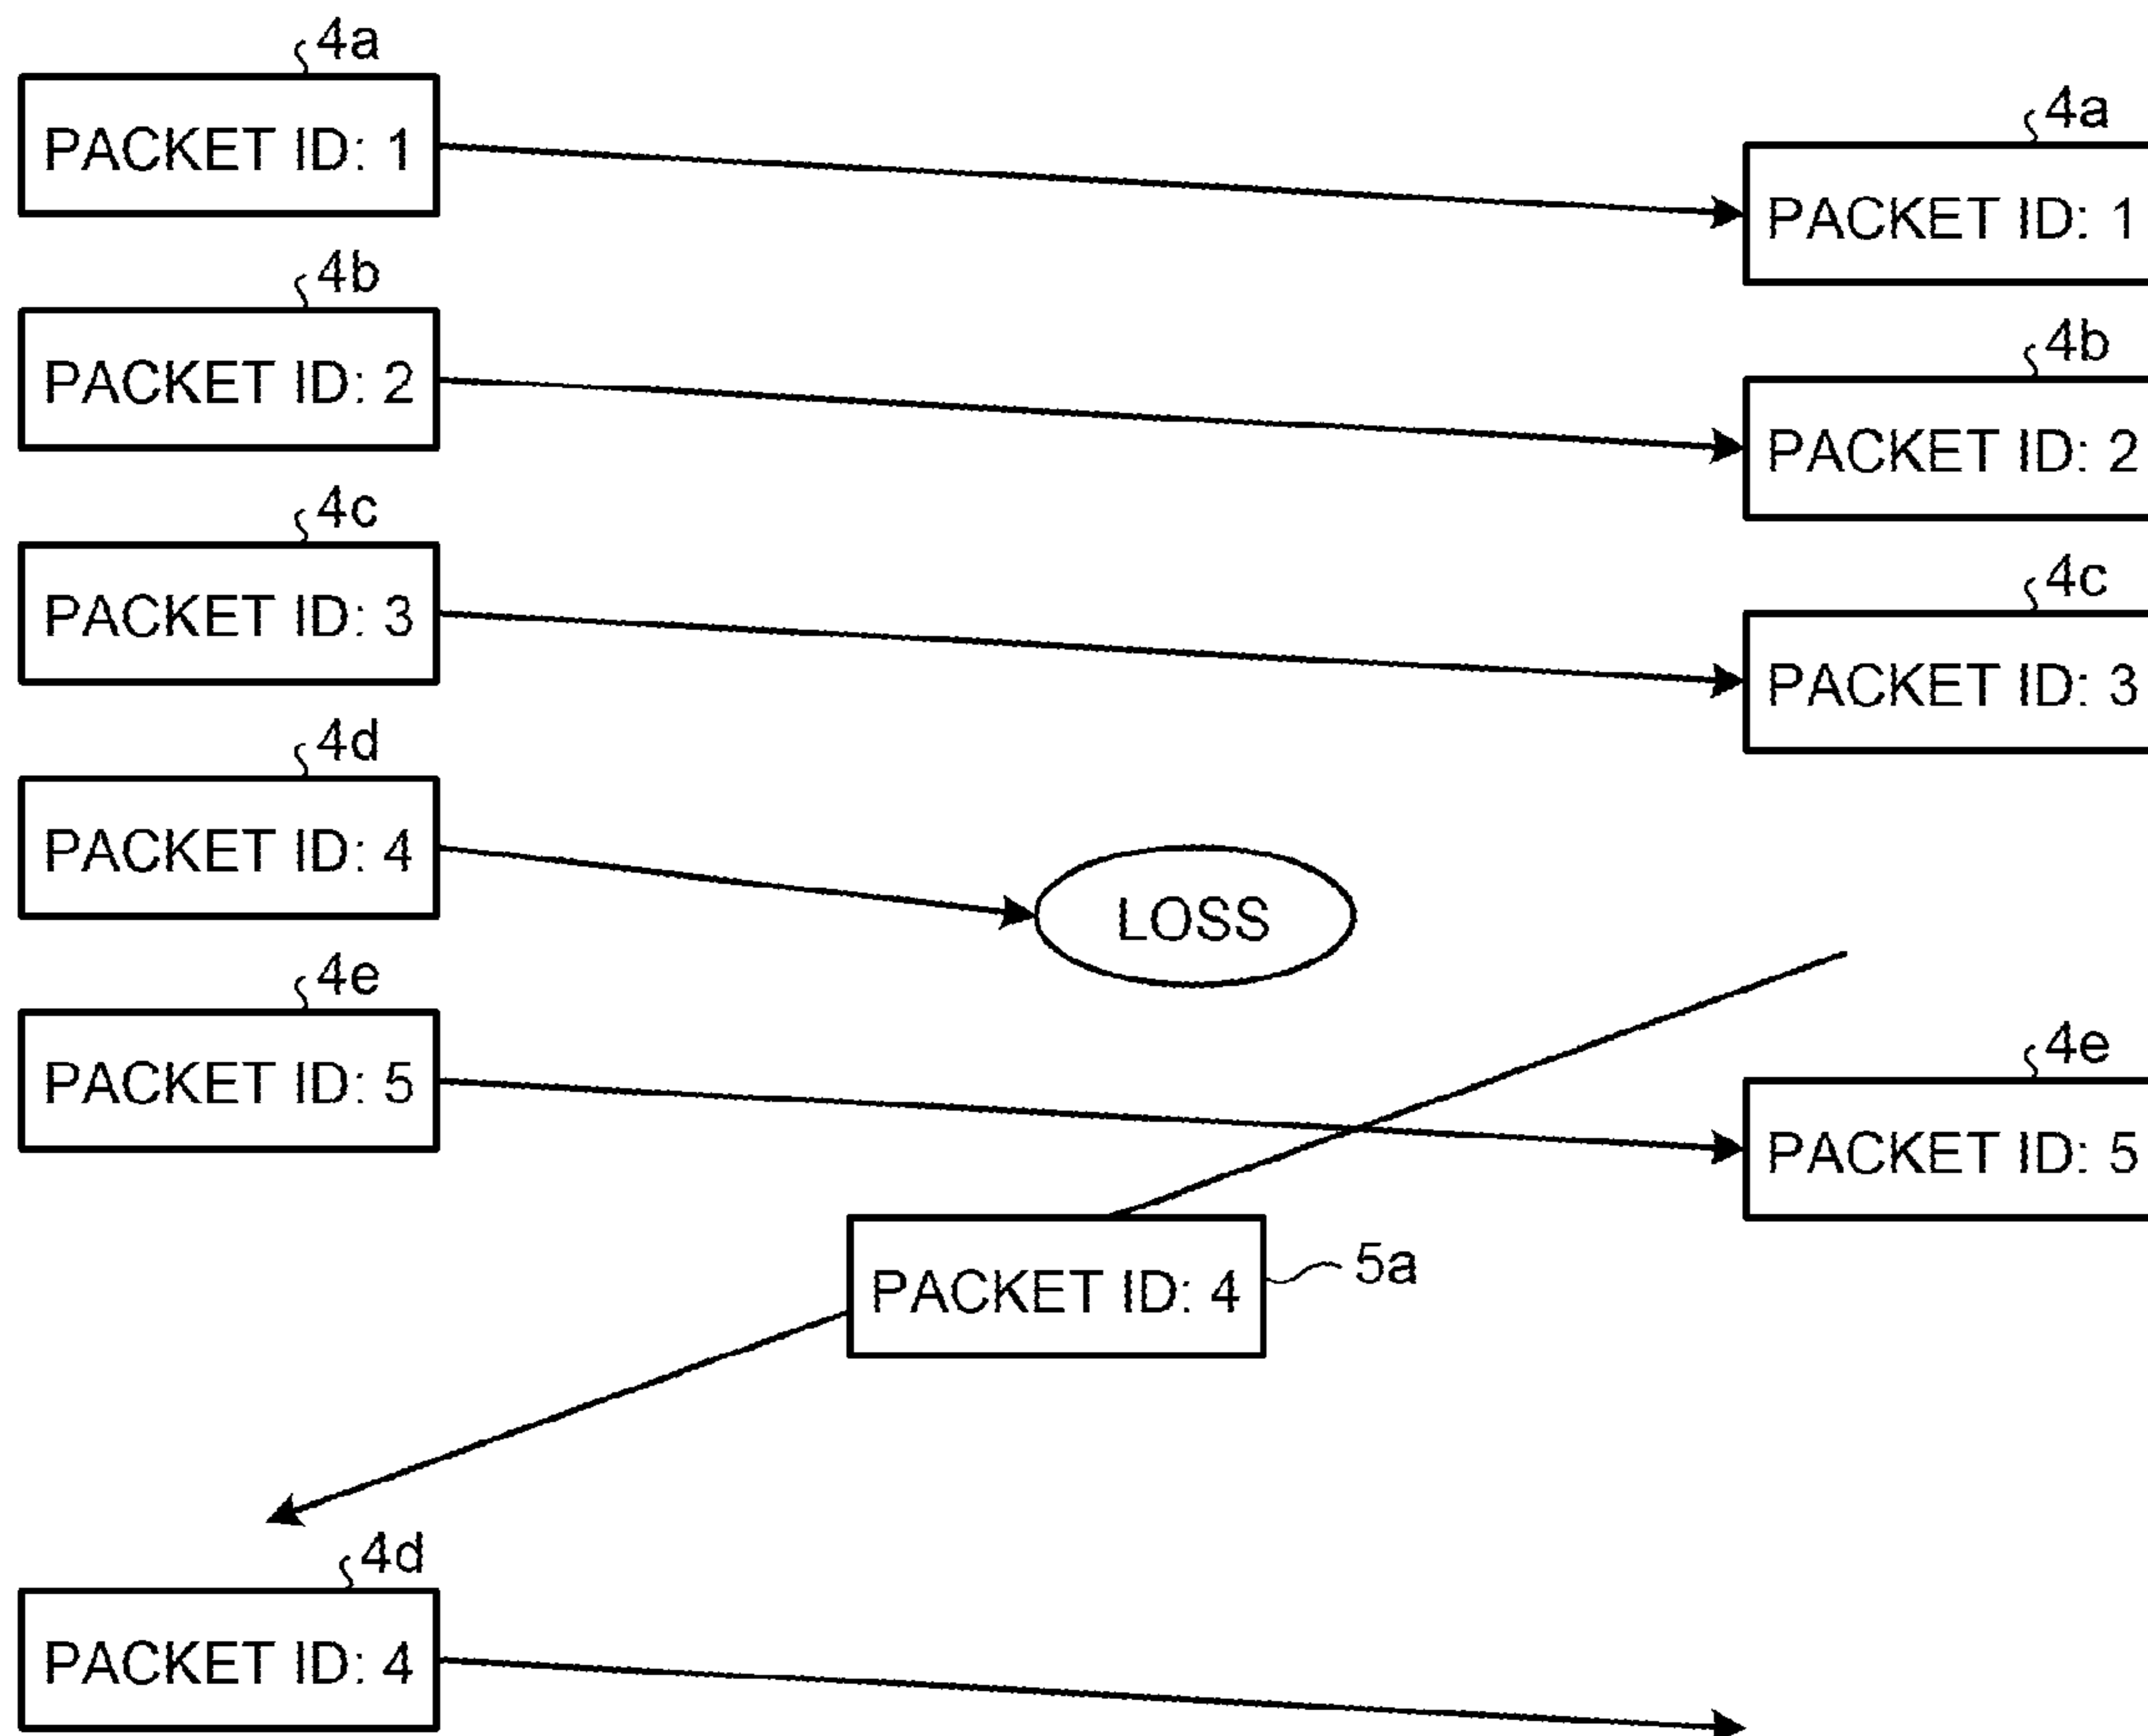 4a
PACKET ID: 1
4a
PACKET ID: 1
4b
PACKET ID: 2
4b
PACKET ID: 2
4c
PACKET ID: 3
4c
PACKET ID: 3
4d
PACKET ID: 4
LOSS
4e
PACKET ID: 5
4e
PACKET ID: 5
PACKET ID: 4
5a
4d
PACKET ID: 4